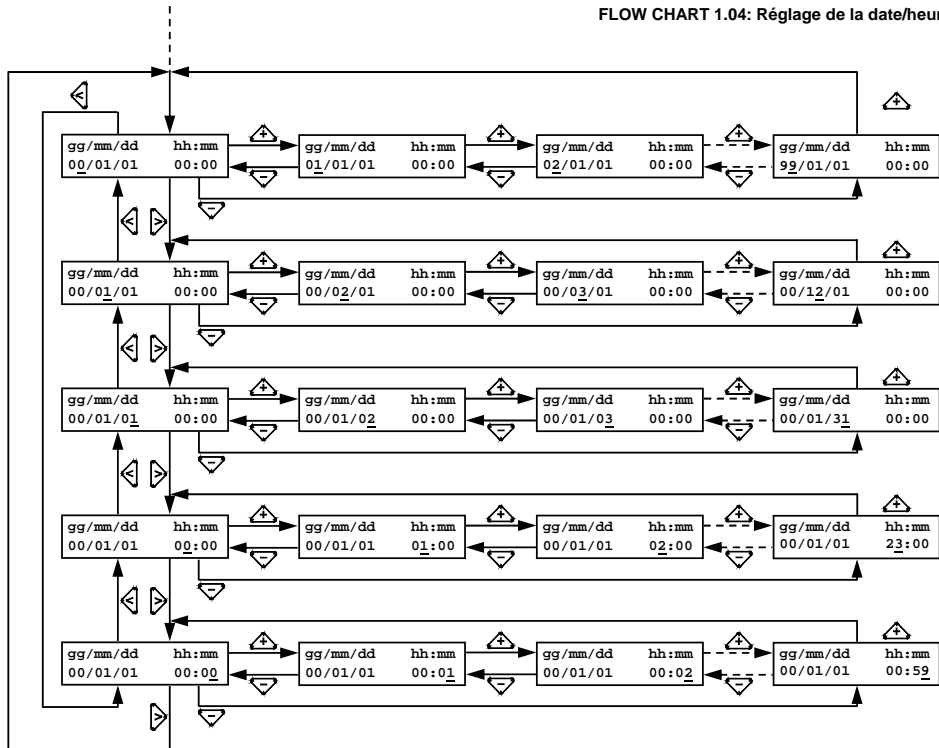 FLOW CHART 1.04: Réglage de la date/heur
<
+ + + +
gg/mm/dd hh:mm gg/mm/dd hh:mm gg/mm/dd hh:mm gg/mm/dd hh:mm
00/01/01 00:00 01/01/01 00:00 02/01/01 00:00 99/01/01 00:00
- - - -
< >
+ + + +
gg/mm/dd hh:mm gg/mm/dd hh:mm gg/mm/dd hh:mm gg/mm/dd hh:mm
00/01/01 00:00 00/02/01 00:00 00/03/01 00:00 00/12/01 00:00
- - - -
< >
+ + + +
gg/mm/dd hh:mm gg/mm/dd hh:mm gg/mm/dd hh:mm gg/mm/dd hh:mm
00/01/01 00:00 00/01/02 00:00 00/01/03 00:00 00/01/31 00:00
- - - -
< >
+ + + +
gg/mm/dd hh:mm gg/mm/dd hh:mm gg/mm/dd hh:mm gg/mm/dd hh:mm
00/01/01 00:00 00/01/01 01:00 00/01/01 02:00 00/01/01 23:00
- - - -
< >
+ + + +
gg/mm/dd hh:mm gg/mm/dd hh:mm gg/mm/dd hh:mm gg/mm/dd hh:mm
00/01/01 00:00 00/01/01 00:01 00/01/01 00:02 00/01/01 00:59
- - - -
>